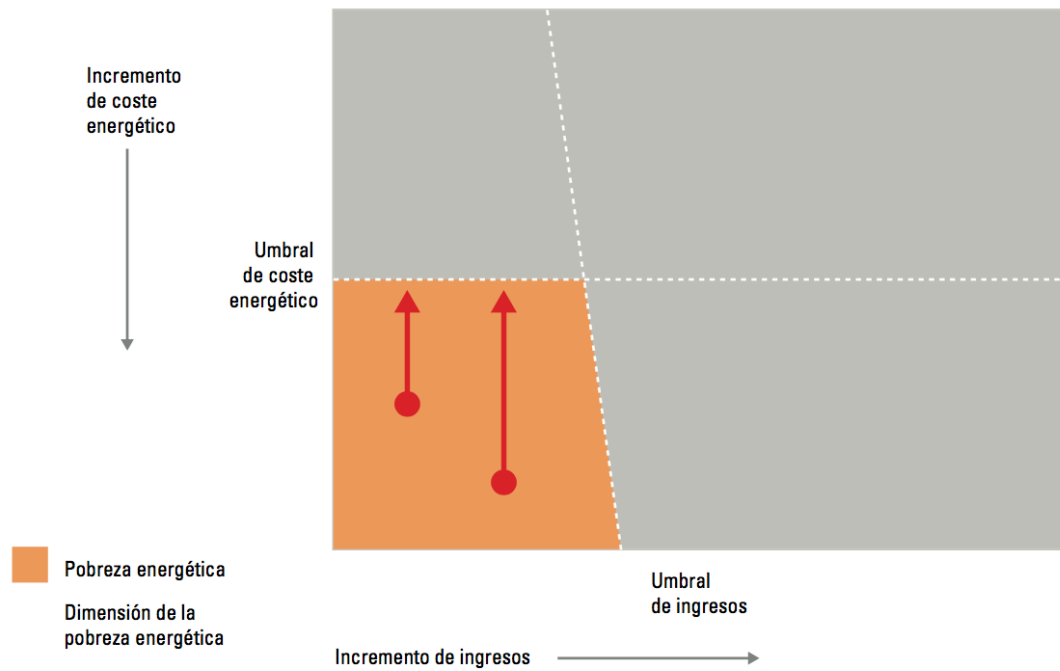 Incremento
de coste
energético
Umbral
de coste
energético
Pobreza energética
Dimensión de la
pobreza energética
Umbral
de ingresos
Incremento de ingresos